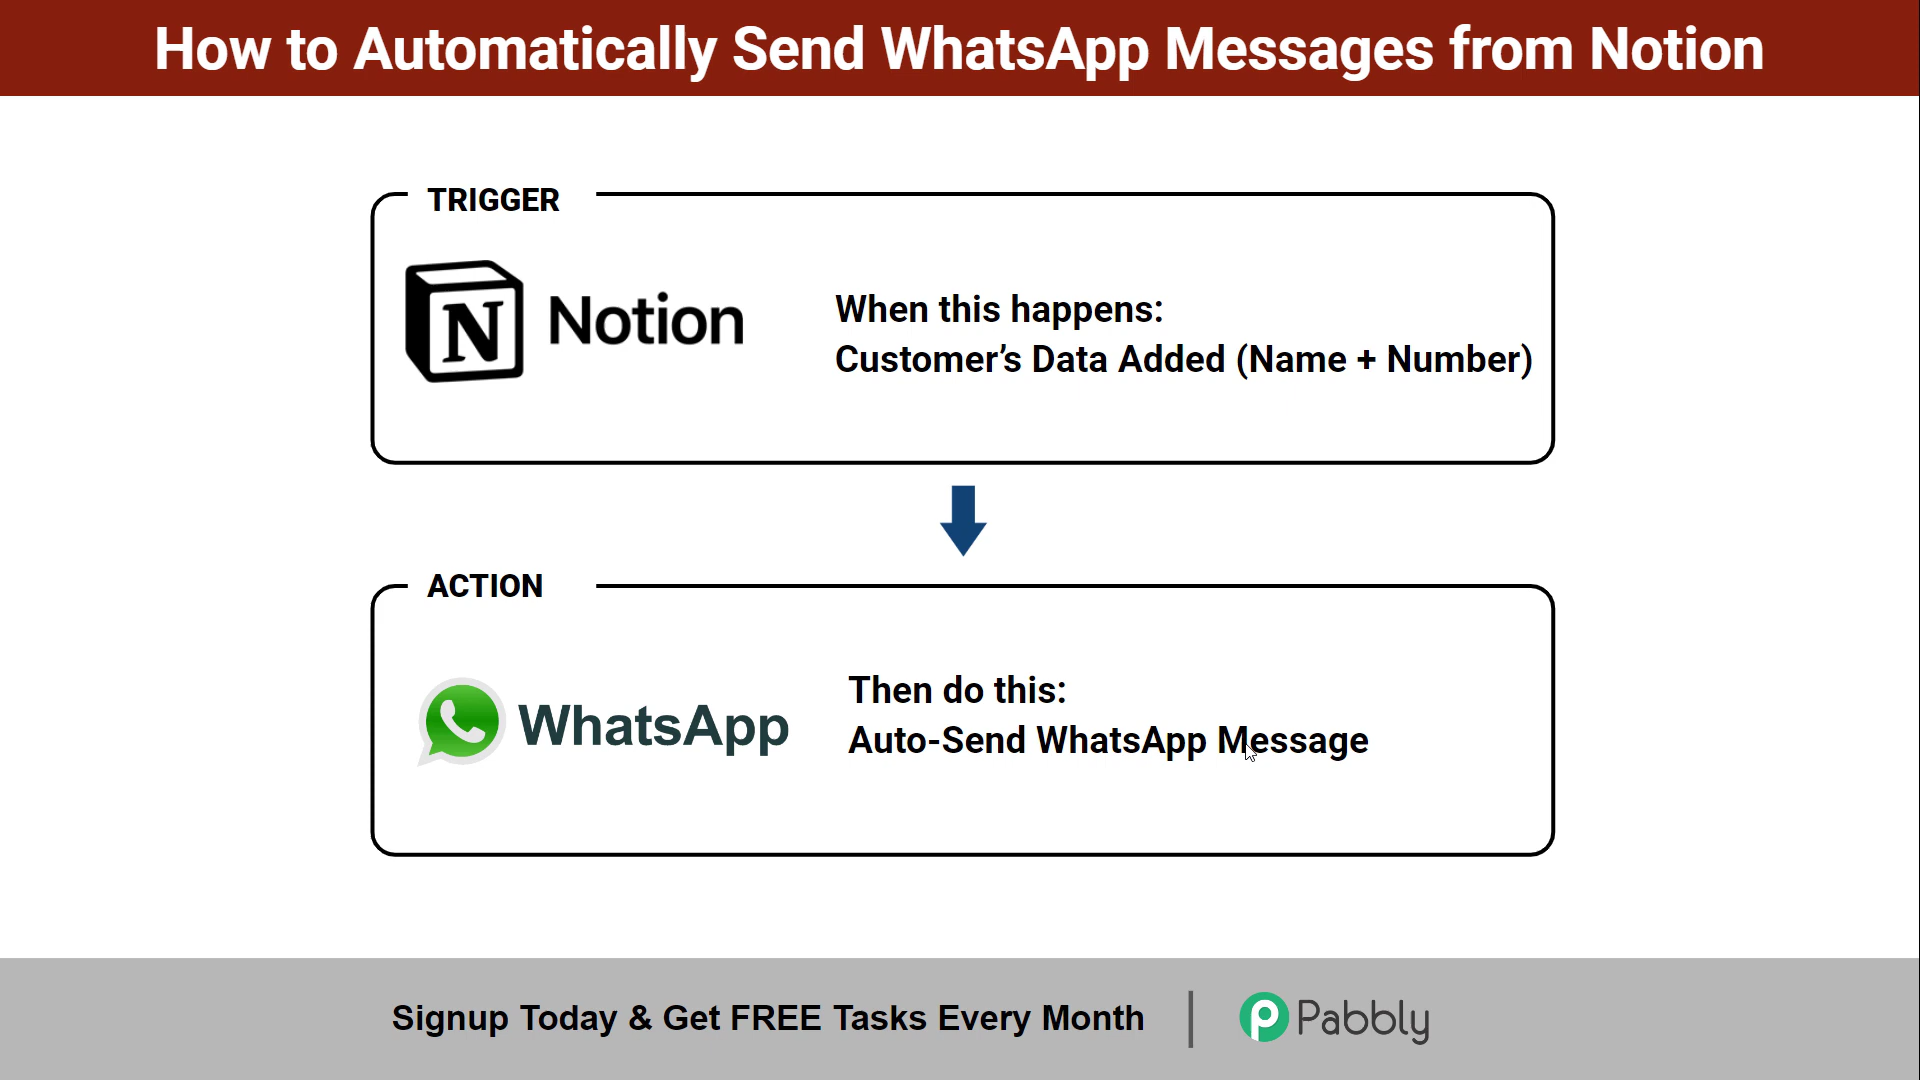 How to Automatically Send WhatsApp Messages from Notion
TRIGGER
N Notion
When this happens:
Customer’s Data Added (Name + Number)
ACTION
WhatsApp
Then do this:
Auto-Send WhatsApp Message
Signup Today & Get FREE Tasks Every Month | Pabbly